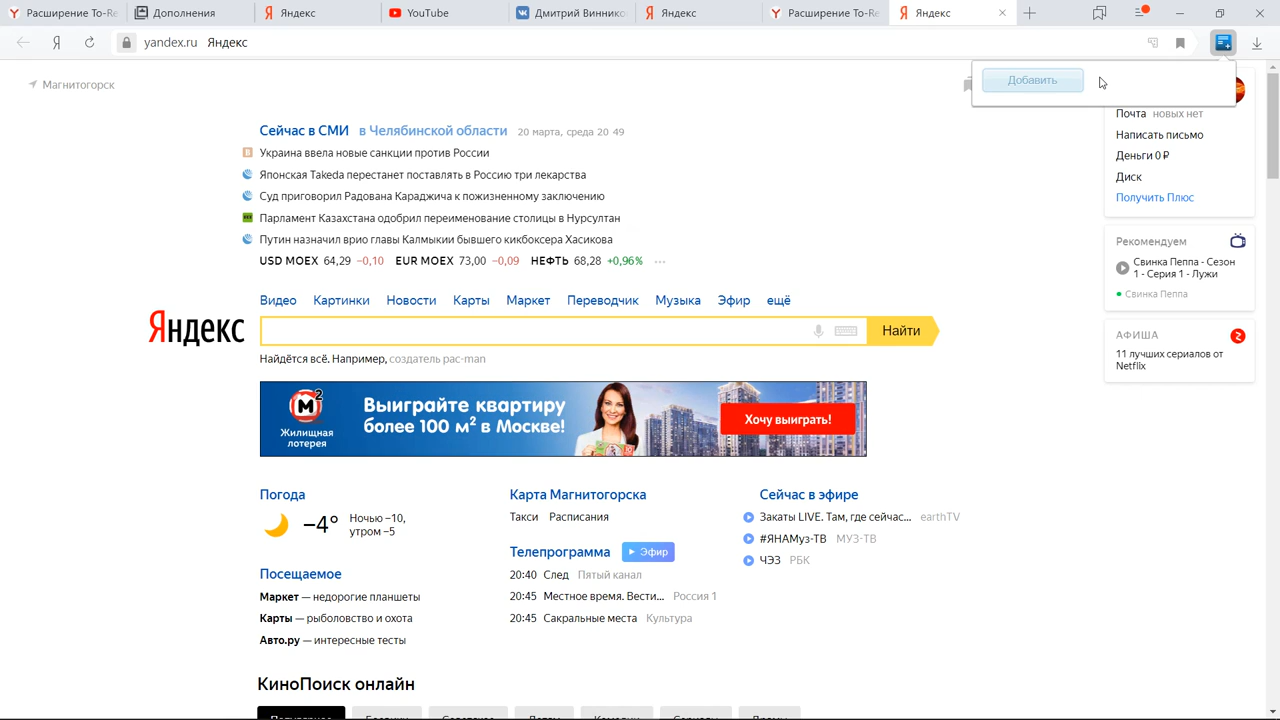 Расширение To-Re
Дополнения
Яндекс
YouTube
Дмитрий Виннико
Яндекс
Расширение To-Re
Яндекс
yandex.ru Яндекс
Добавить
Магнитогорск
Почта новых нет
Написать письмо
Деньги 0 ₽
Диск
Получить Плюс
Сейчас в СМИ в Челябинской области 20 марта, среда 20 49
Украина ввела новые санкции против России
Японская Takeda перестанет поставлять в Россию три лекарства
Суд приговорил Радована Караджича к пожизненному заключению
Парламент Казахстана одобрил переименование столицы в Нурсултан
Путин назначил врио главы Калмыкии бывшего кикбоксера Хасикова
USD MOEX 64,29 −0,10 EUR MOEX 73,00 −0,09 НЕФТЬ 68,28 +0,96% ···
Рекомендуем
Свинка Пеппа - Сезон
1 - Серия 1 - Лужи
Свинка Пеппа
Видео Картинки Новости Карты Маркет Переводчик Музыка Эфир ещё
Яндекс
Найти
Найдётся всё. Например, создатель pac-man
АФИША
11 лучших сериалов от
Netflix
М²
Жилищная
лотерея
Выиграйте квартиру
более 100 м² в Москве!
Хочу выиграть!
Погода
−4°
Ночью −10,
утром −5
Посещаемое
Маркет — недорогие планшеты
Карты — рыболовство и охота
Авто.ру — интересные тесты
Карта Магнитогорска
Такси Расписания
Телепрограмма Эфир
20:40 След Пятый канал
20:45 Местное время. Вести... Россия 1
20:45 Сакральные места Культура
Сейчас в эфире
Закаты LIVE. Там, где сейчас... earthTV
#ЯНАМуз-ТВ МУЗ-ТВ
ЧЭЗ РБК
КиноПоиск онлайн